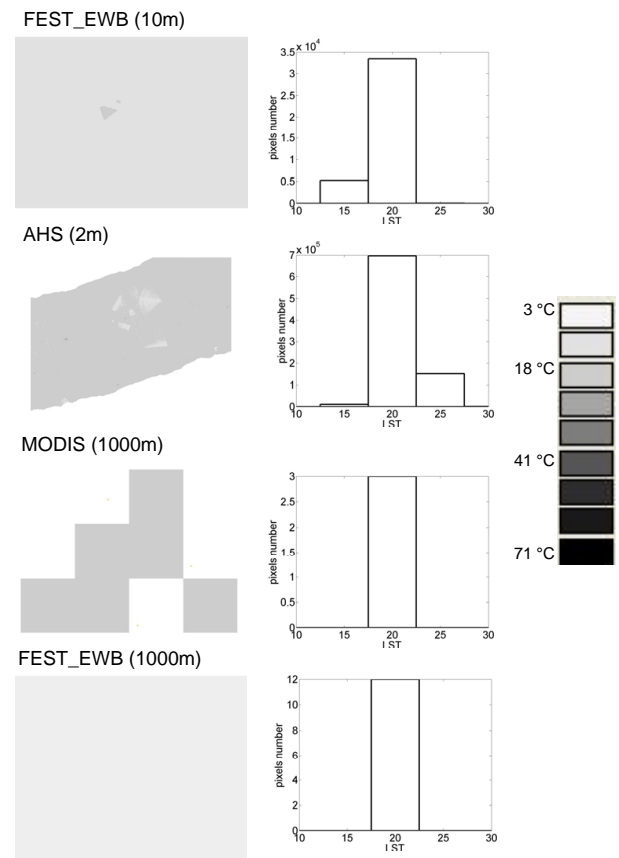 FEST_EWB (10m)
x 10^4
3.5
3
2.5
2
1.5
1
0.5
0
pixels number
10 15 20 25 30
LST
AHS (2m)
x 10^5
7
6
5
4
3
2
1
0
pixels number
10 15 20 25 30
LST
3 °C
18 °C
41 °C
71 °C
MODIS (1000m)
3
2.5
2
1.5
1
0.5
0
pixels number
10 15 20 25 30
LST
FEST_EWB (1000m)
12
10
8
6
4
2
0
pixels number
10 15 20 25 30
LST